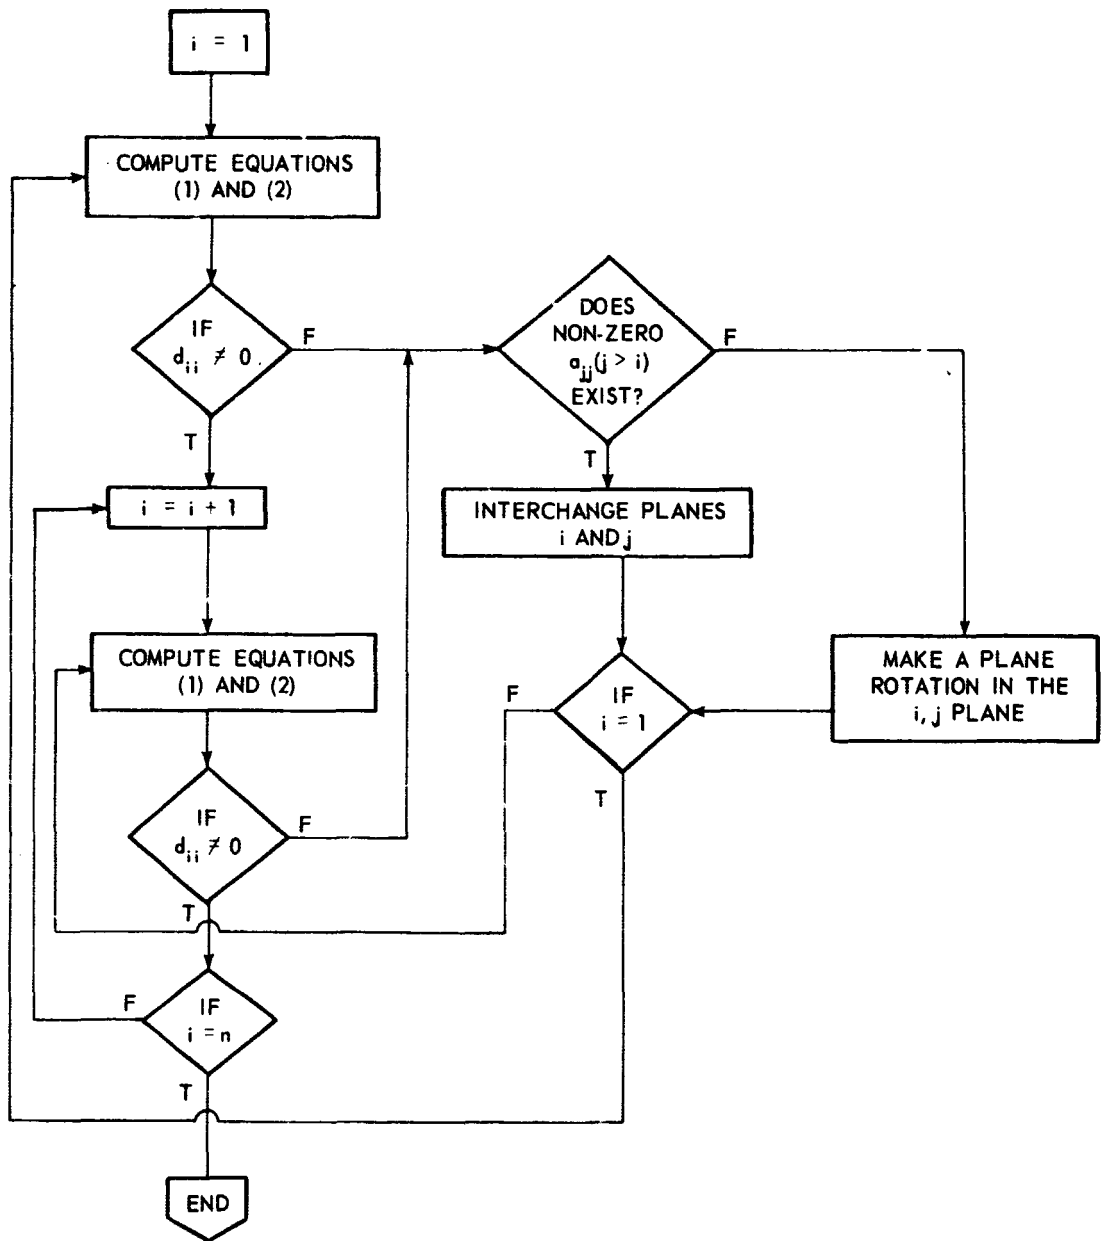 i = 1
COMPUTE EQUATIONS
(1) AND (2)
IF
d_ii ≠ 0
F
T
DOES
NON-ZERO
a_jj (j > i)
EXIST?
F
T
i = i + 1
INTERCHANGE PLANES
i AND j
COMPUTE EQUATIONS
(1) AND (2)
IF
i = 1
F
T
MAKE A PLANE
ROTATION IN THE
i, j PLANE
IF
d_ii ≠ 0
F
T
IF
i = n
F
T
END